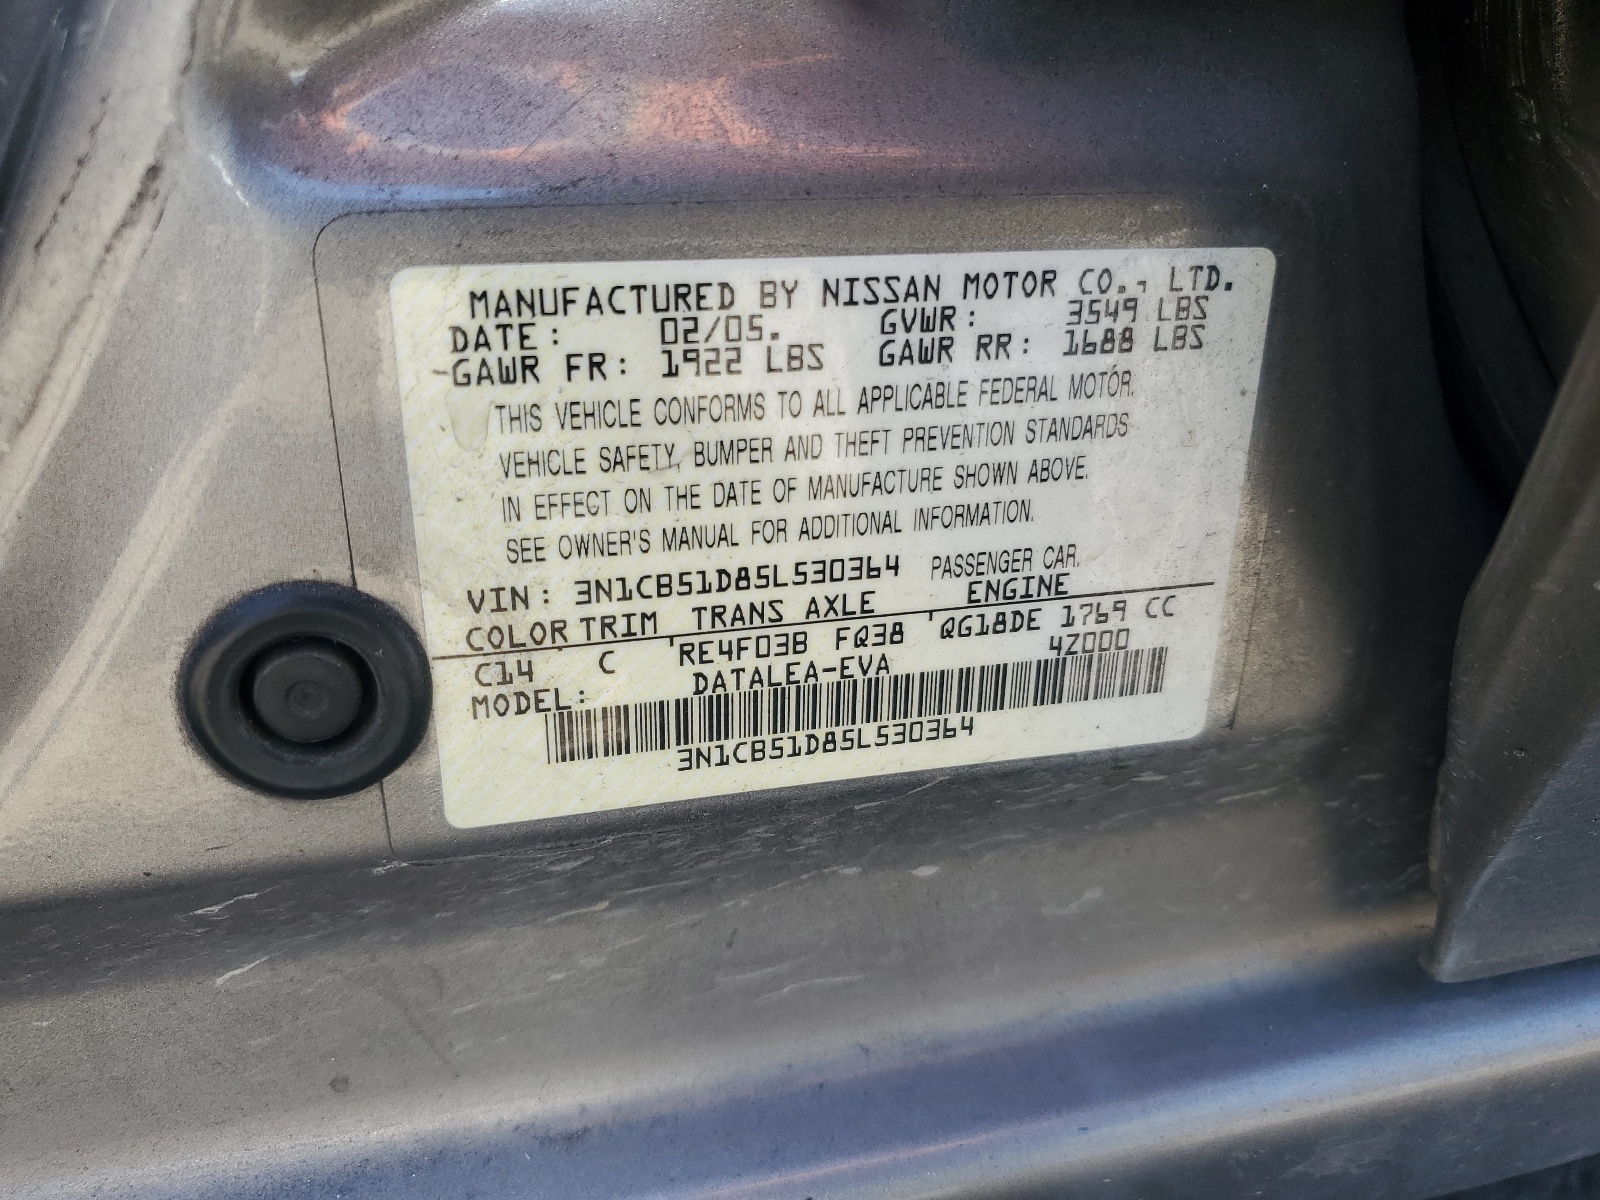 MANUFACTURED BY NISSAN MOTOR CO., LTD.
DATE: 02/05. GVWR: 3549 LBS
GAWR FR: 1922 LBS GAWR RR: 1688 LBS
THIS VEHICLE CONFORMS TO ALL APPLICABLE FEDERAL MOTOR.
VEHICLE SAFETY, BUMPER AND THEFT PREVENTION STANDARDS
IN EFFECT ON THE DATE OF MANUFACTURE SHOWN ABOVE.
SEE OWNER'S MANUAL FOR ADDITIONAL INFORMATION.
VIN: 3N1CB51D85L530364 PASSENGER CAR.
COLOR TRIM TRANS AXLE ENGINE
C14 C RE4F03B FQ38 QG18DE 1769 CC
MODEL: DATALEA-EVA 4Z000
3N1CB51D85L530364